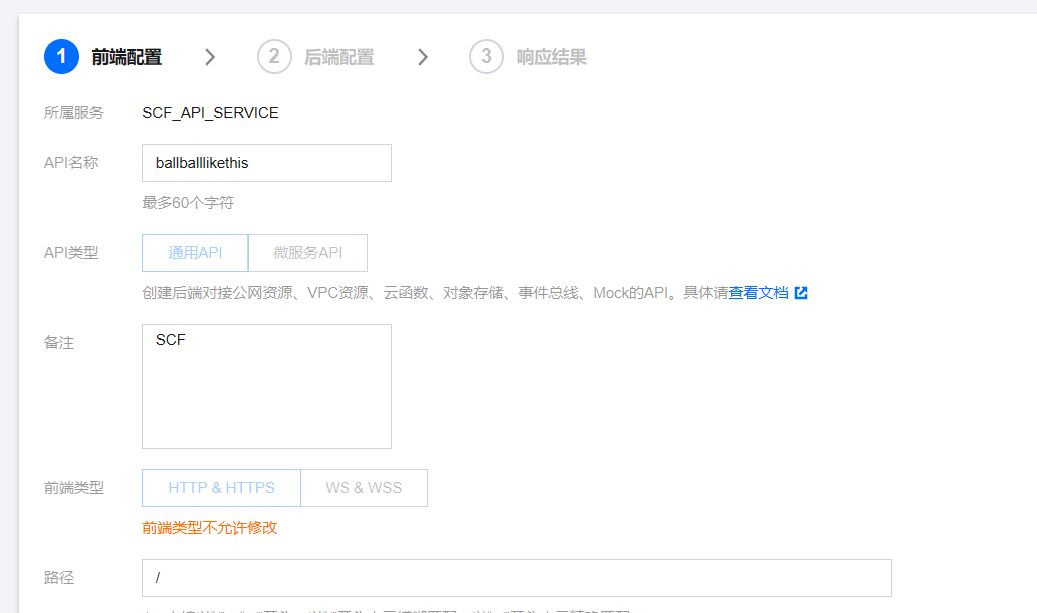 1 前端配置 > 2 后端配置 > 3 响应结果
所属服务 SCF_API_SERVICE
API名称 ballballlikethis
最多60个字符
API类型 通用API 微服务API
创建后端对接公网资源、VPC资源、云函数、对象存储、事件总线、Mock的API。具体请查看文档
备注 SCF
前端类型 HTTP & HTTPS WS & WSS
前端类型不允许修改
路径 /